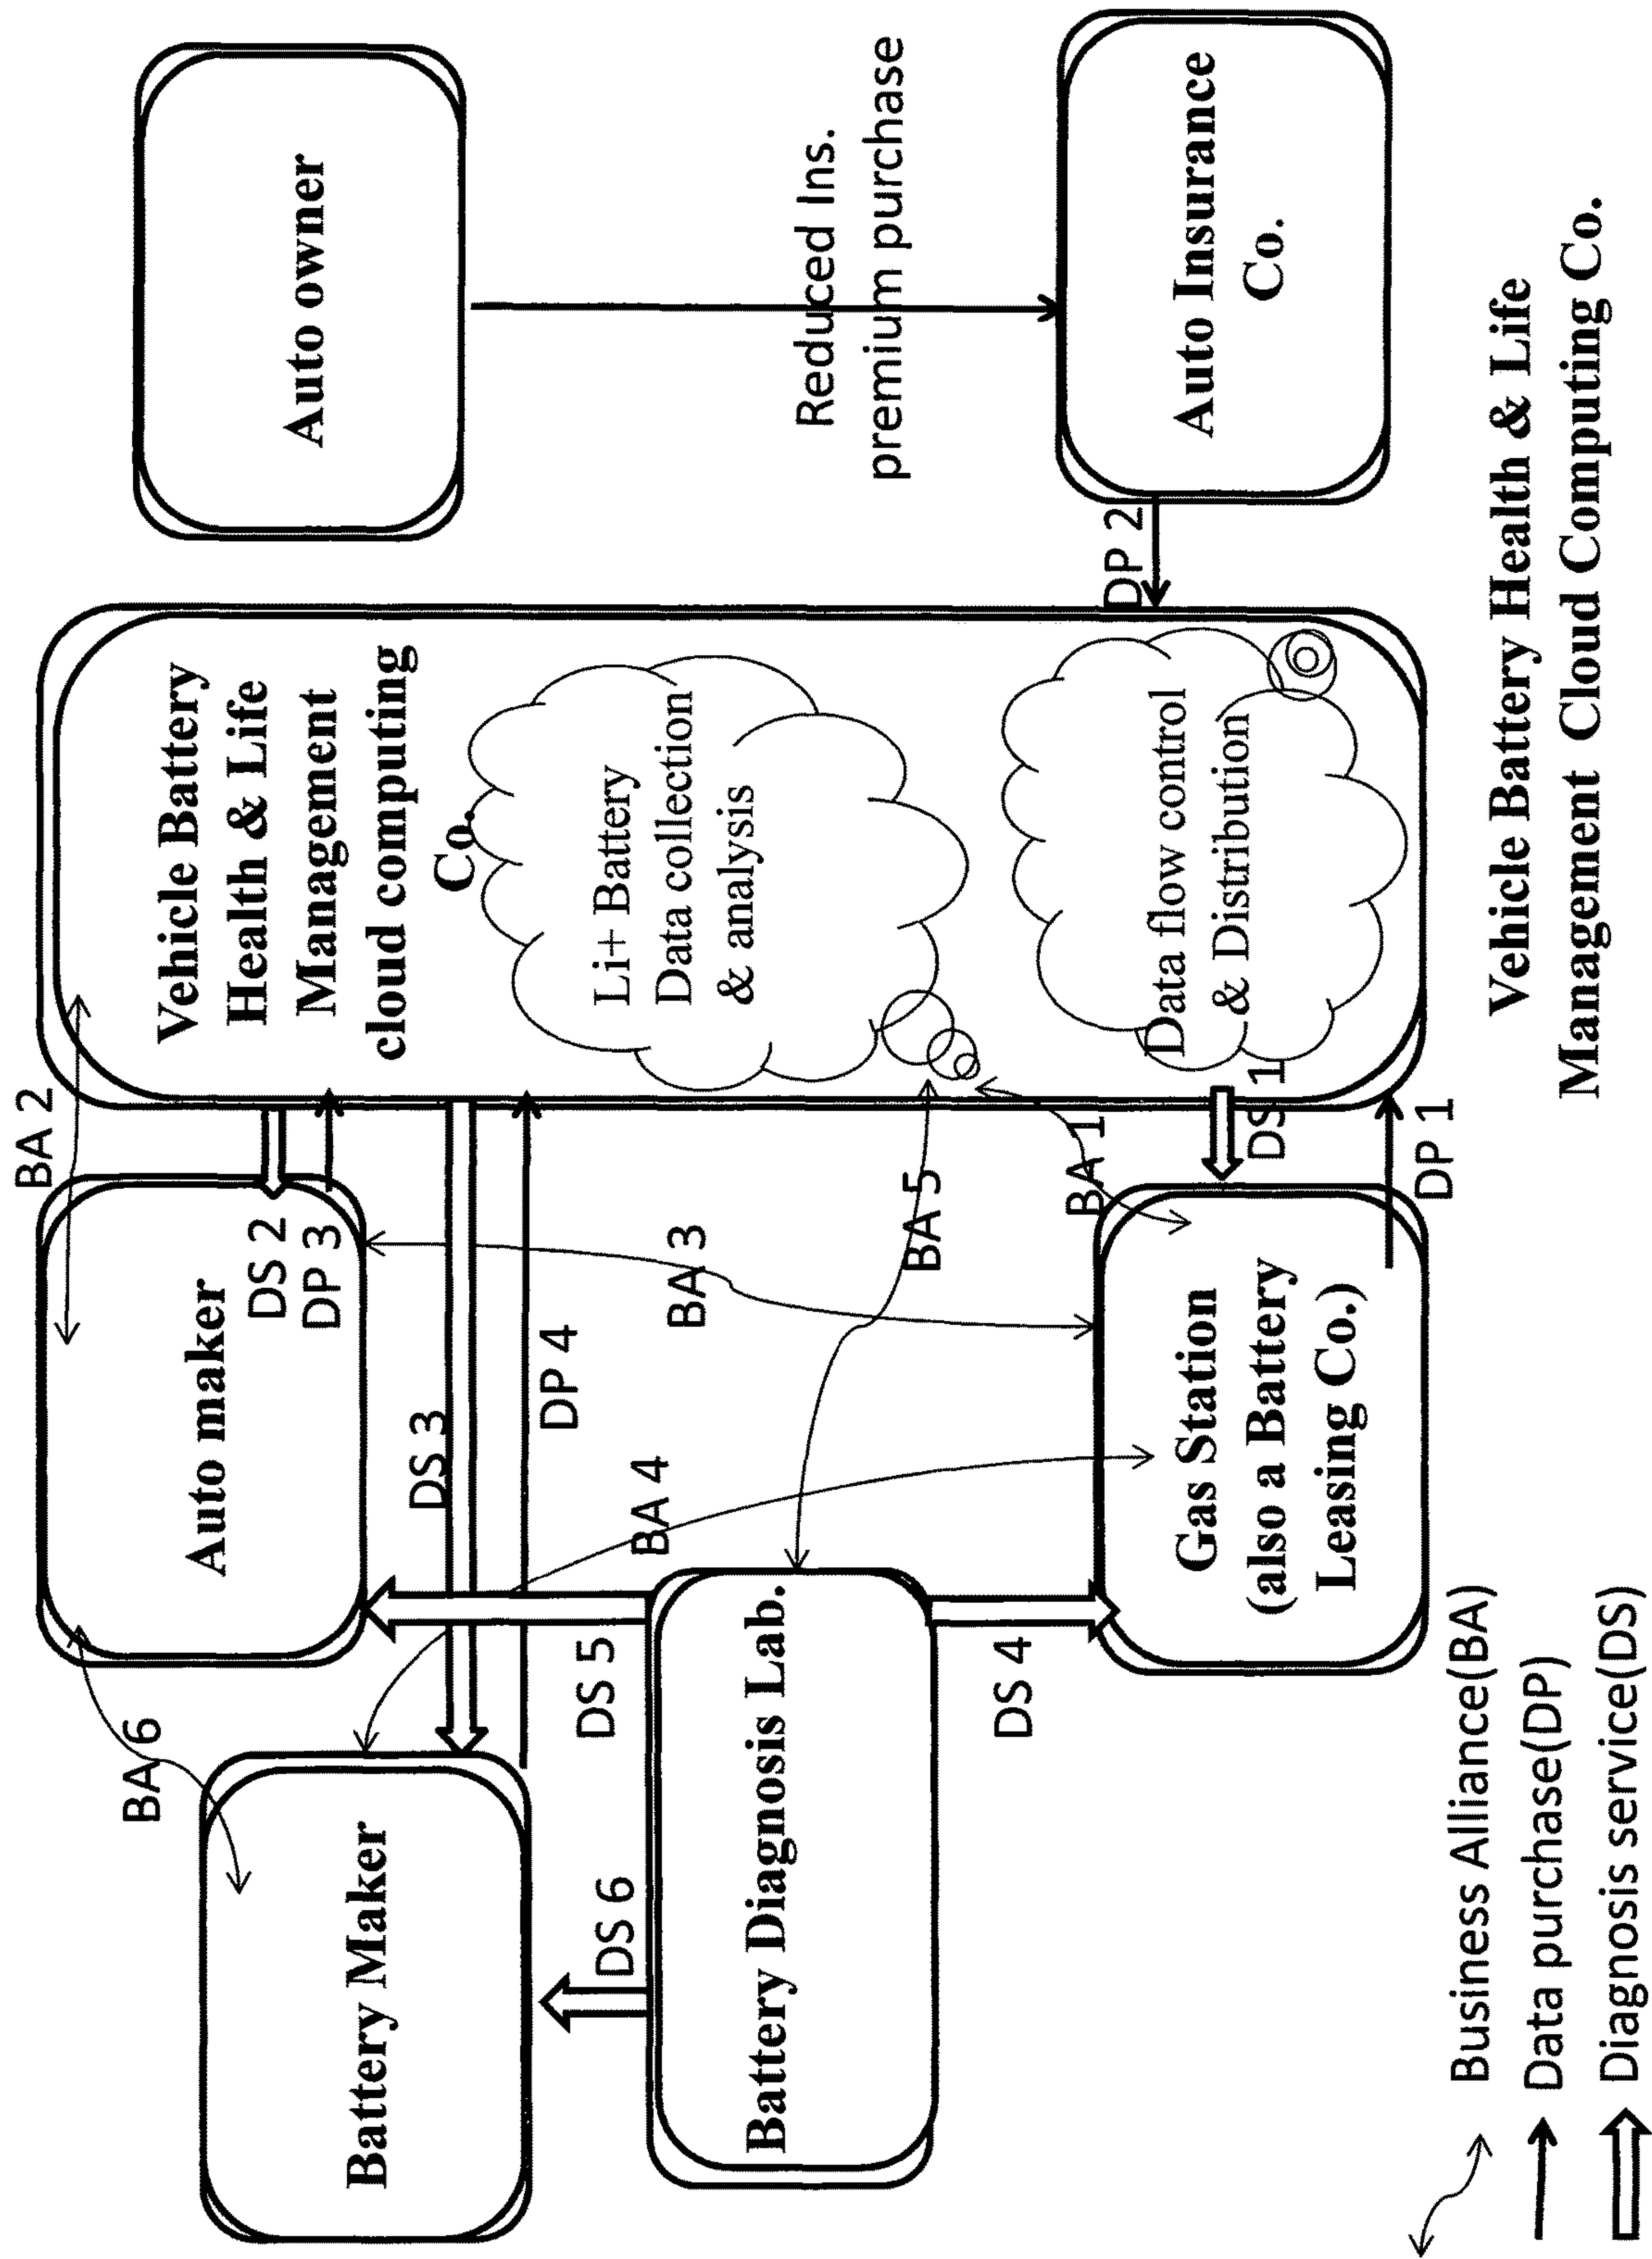 BA 6
Battery Maker
Auto maker
BA 2
Vehicle Battery
Health & Life
Management
cloud computing
Co.
Auto owner
DS 2
DP 3
DS 3
DP 4
Li+ Battery
Data collection
& analysis
DS 6
DS 5
BA 4
BA 3
Reduced Ins.
premium purchase
Battery Diagnosis Lab.
BA 5
DS 4
BA 1
Data flow control
& Distribution
DP 2
Gas Station
(also a Battery
Leasing Co.)
DS 1
DP 1
Auto Insurance
Co.
Business Alliance(BA)
Data purchase(DP)
Diagnosis service(DS)
Vehicle Battery Health & Life
Management Cloud Computing Co.